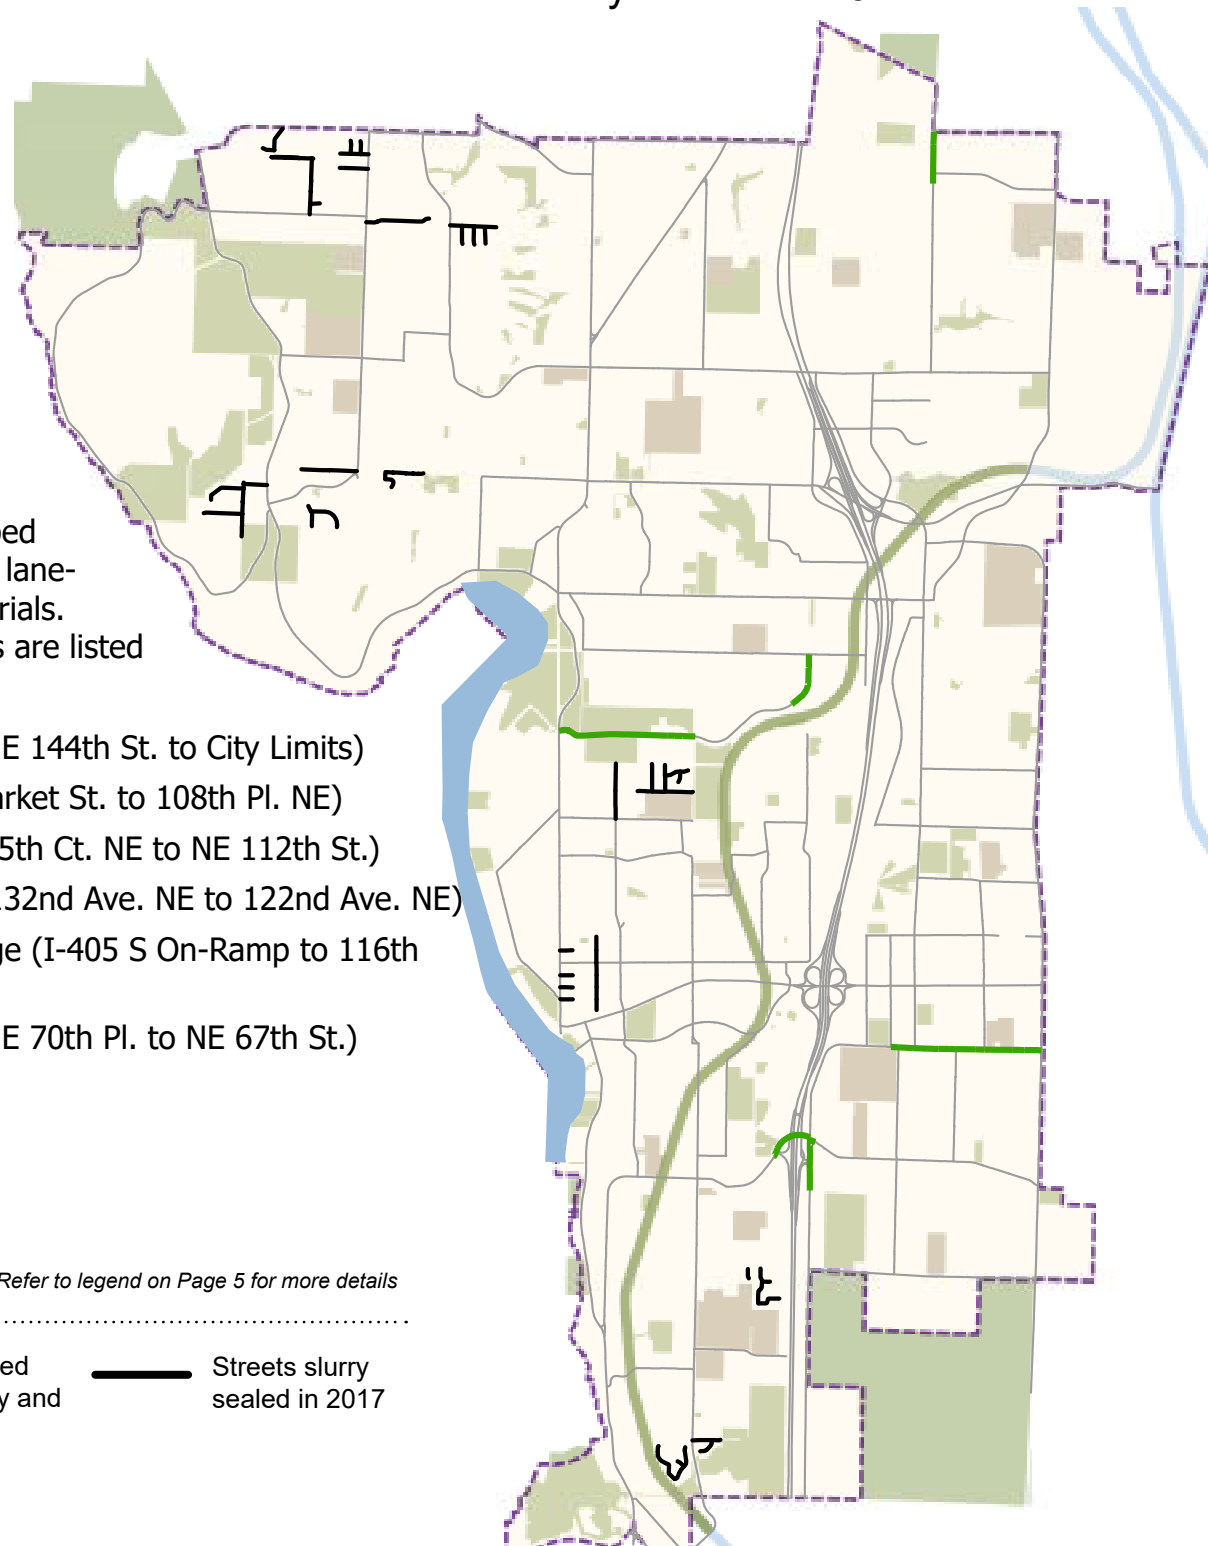 lane-
rials.
s are listed
E 144th St. to City Limits)
rket St. to 108th Pl. NE)
5th Ct. NE to NE 112th St.)
32nd Ave. NE to 122nd Ave. NE)
ge (I-405 S On-Ramp to 116th
E 70th Pl. to NE 67th St.)
Refer to legend on Page 5 for more details
ed
y and
Streets slurry
sealed in 2017